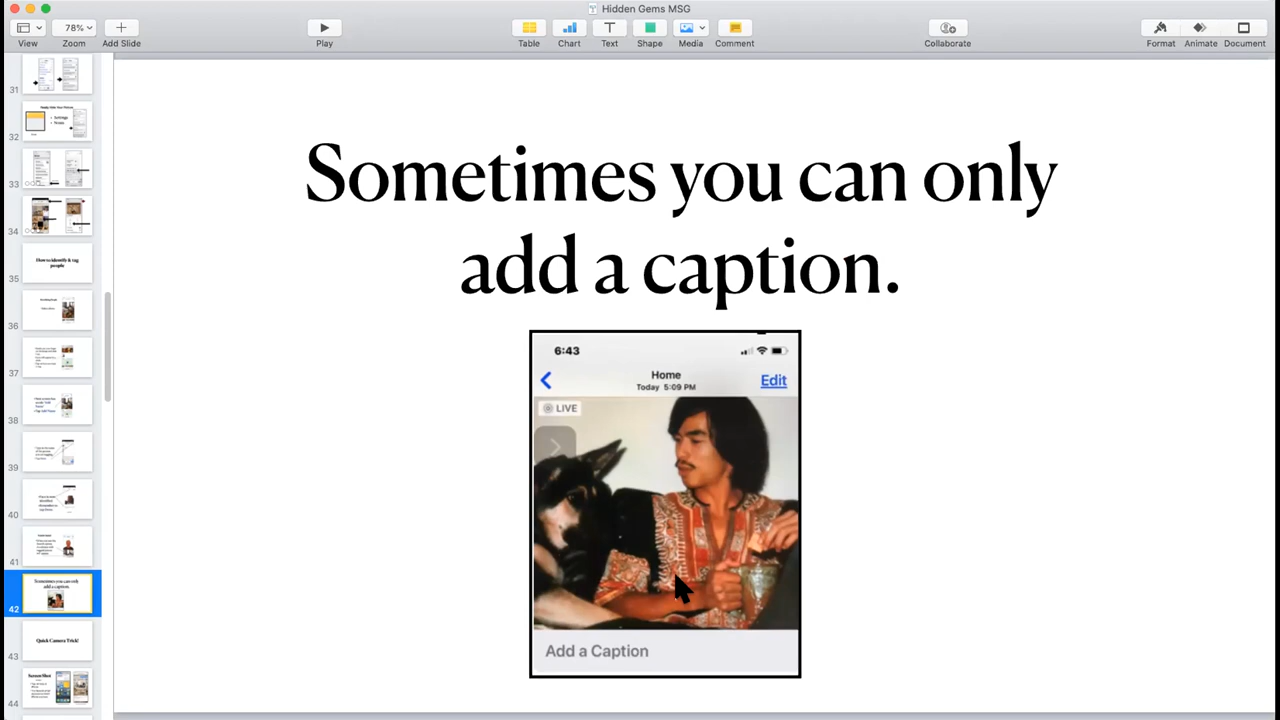 Hidden Gems MSG
78%
View
Zoom
Add Slide
Play
Table
Chart
Text
Shape
Media
Comment
Collaborate
Format
Animate
Document
31
32
33
34
35
How to identify & tag
people
36
37
38
39
40
41
42
Sometimes you can only
add a caption.
43
Quick Camera Trick!
44
Screen Shot
Sometimes you can only
add a caption.
6:43
Home
Today 5:09 PM
Edit
LIVE
Add a Caption